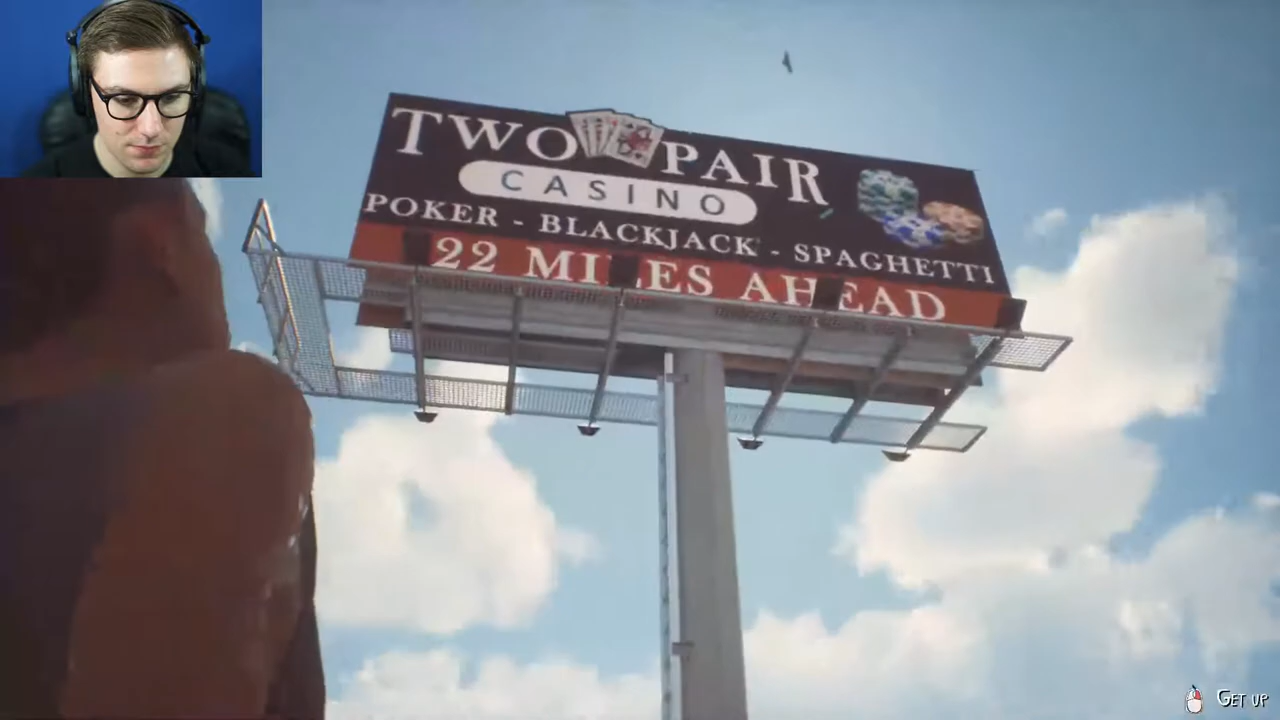 TWO PAIR
CASINO
POKER - BLACKJACK - SPAGHETTI
22 MILES AHEAD
GET UP